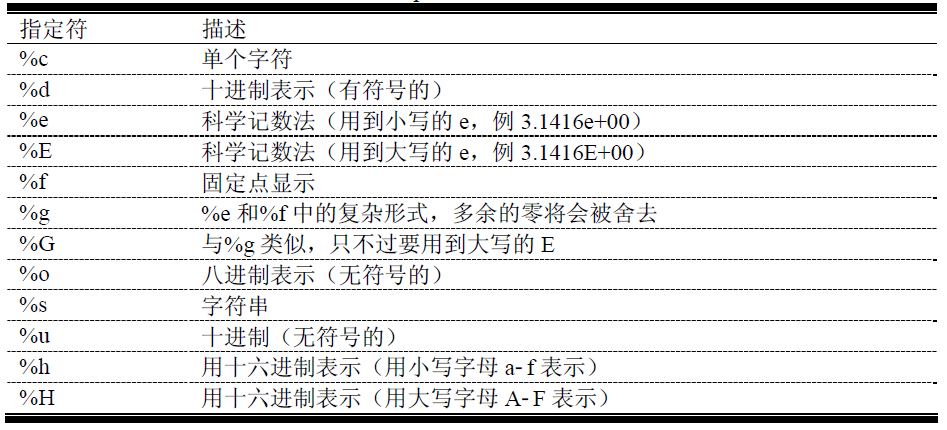 指定符 描述
%c 单个字符
%d 十进制表示（有符号的）
%e 科学记数法（用到小写的 e，例 3.1416e+00）
%E 科学记数法（用到大写的 e，例 3.1416E+00）
%f 固定点显示
%g %e 和%f 中的复杂形式，多余的零将会被舍去
%G 与%g 类似，只不过要用到大写的 E
%o 八进制表示（无符号的）
%s 字符串
%u 十进制（无符号的）
%h 用十六进制表示（用小写字母 a- f 表示）
%H 用十六进制表示（用大写字母 A- F 表示）